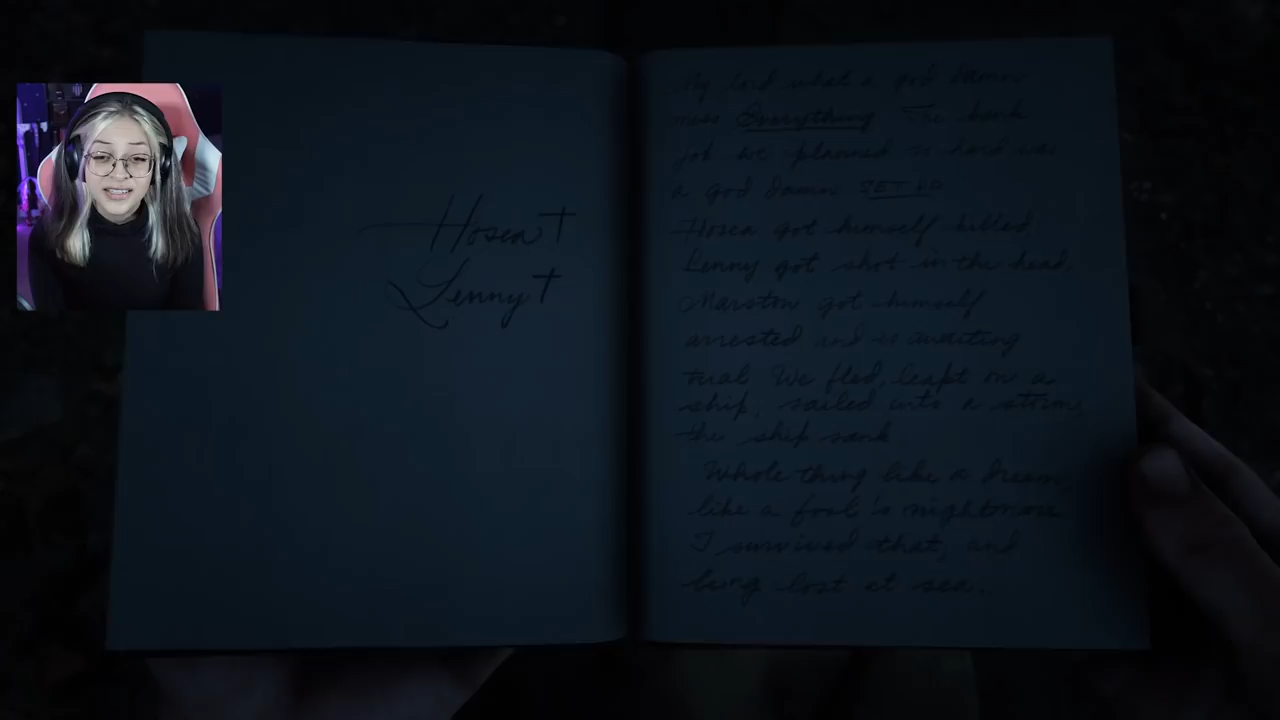 Hosea †
Lenny †
My lord what a god damn
mess Everything The bank
job we planned so hard was
a god damn SET UP
Hosea got himself killed
Lenny got shot in the head.
Marston got himself
arrested and is awaiting
trial We fled, leapt on a
ship, sailed into a storm,
the ship sank
Whole thing like a dream,
like a fool's nightmare
I survived that, and
being lost at sea.